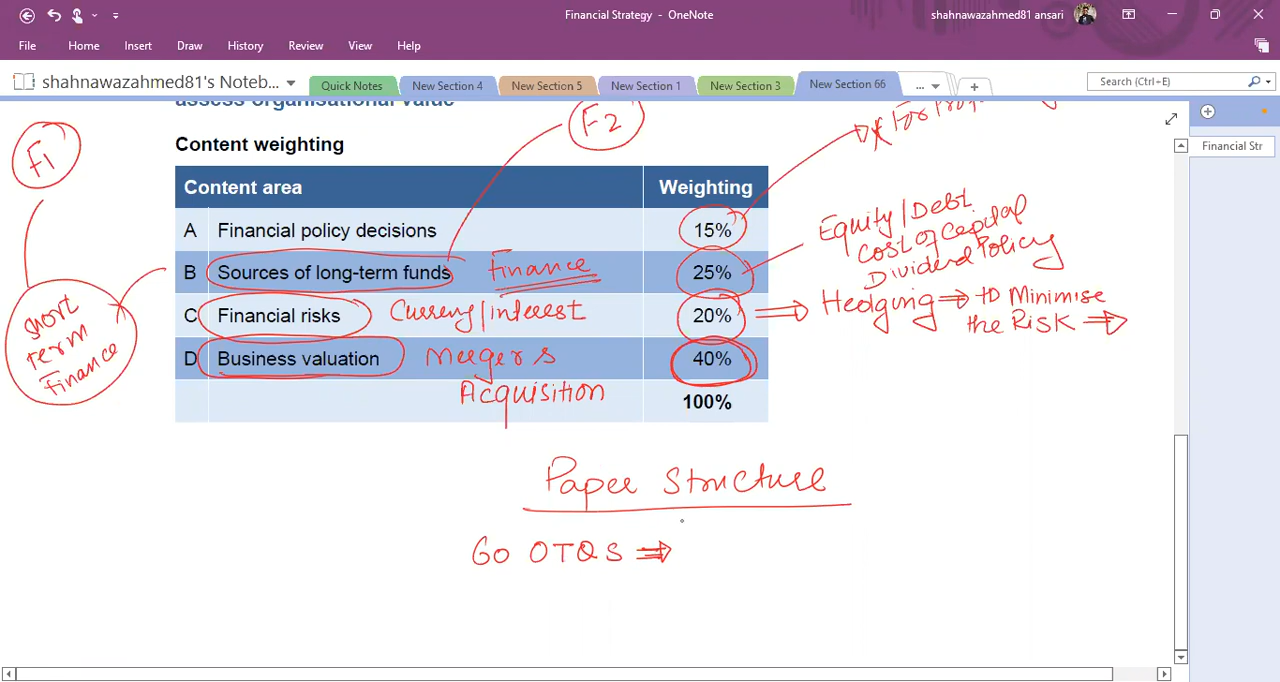 Financial Strategy - OneNote
shahnawazahmed81 ansari
File Home Insert Draw History Review View Help
shahnawazahmed81's Noteb...
Quick Notes
New Section 4
New Section 5
New Section 1
New Section 3
New Section 66
...
Search (Ctrl+E)
Financial Str
assess organisational value
F1
F2
For
Content weighting
Content area Weighting
A Financial policy decisions 15%
B Sources of long-term funds Finance 25%
Equity/Debt
Cost of Capital
Dividend Policy
C Financial risks Currency/interest 20%
Hedging ⇒ to Minimise
the Risk ⇒
D Business valuation Mergers 40%
Acquisition
100%
Short
Term
Finance
Paper Structure
60 OTQS ⇒